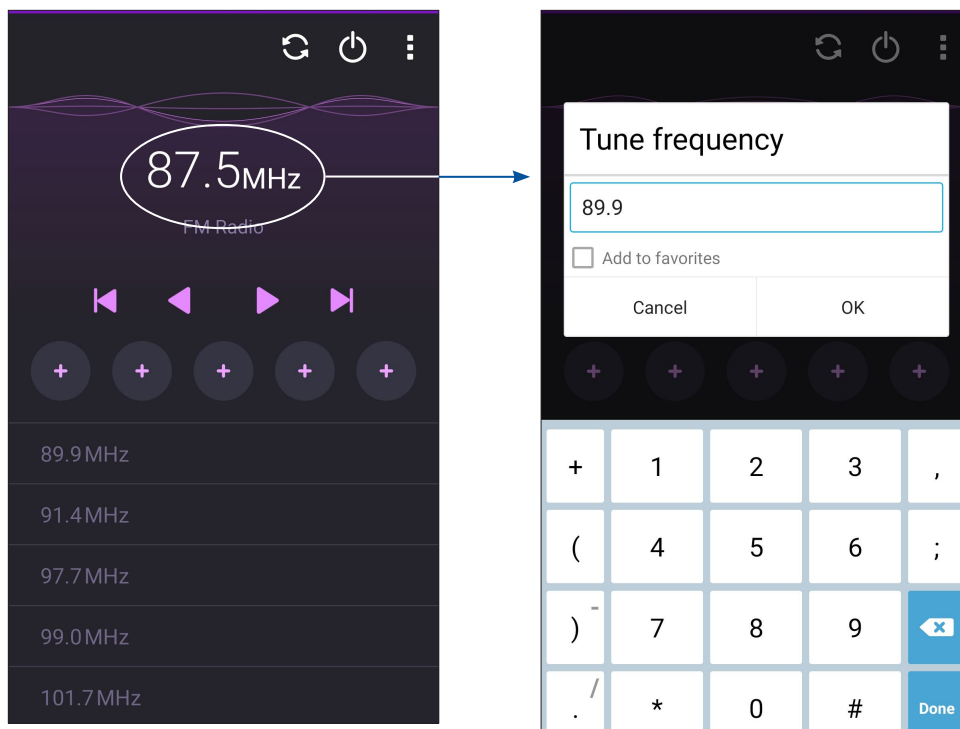 87.5MHz
FM Radio
+ + + + +
89.9MHz
91.4MHz
97.7MHz
99.0MHz
101.7MHz
Tune frequency
89.9
Add to favorites
Cancel OK
+ + + + +
+ 1 2 3 ,
( 4 5 6 ;
) - 7 8 9
. / * 0 # Done